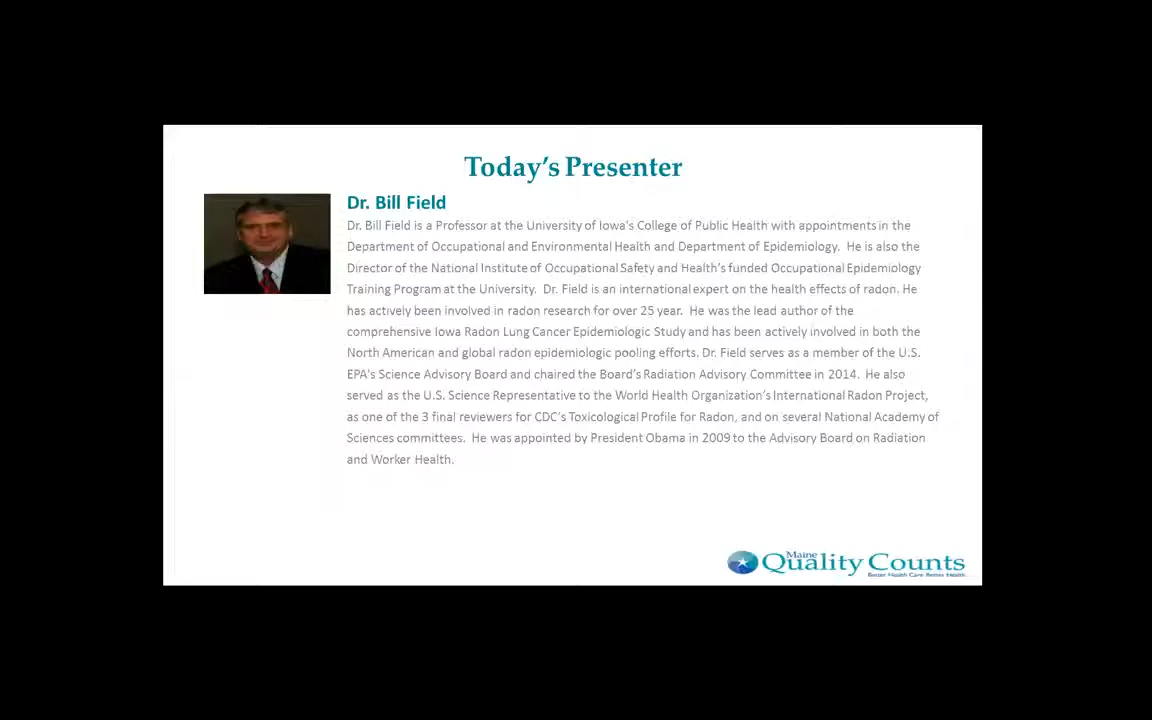 Today's Presenter
Dr. Bill Field
Dr. Bill Field is a Professor at the University of Iowa's College of Public Health with appointments in the
Department of Occupational and Environmental Health and Department of Epidemiology.  He is also the
Director of the National Institute of Occupational Safety and Health's funded Occupational Epidemiology
Training Program at the University.  Dr. Field is an international expert on the health effects of radon. He
has actively been involved in radon research for over 25 year.  He was the lead author of the
comprehensive Iowa Radon Lung Cancer Epidemiologic Study and has been actively involved in both the
North American and global radon epidemiologic pooling efforts. Dr. Field serves as a member of the U.S.
EPA's Science Advisory Board and chaired the Board's Radiation Advisory Committee in 2014.  He also
served as the U.S. Science Representative to the World Health Organization's International Radon Project,
as one of the 3 final reviewers for CDC's Toxicological Profile for Radon, and on several National Academy of
Sciences committees.  He was appointed by President Obama in 2009 to the Advisory Board on Radiation
and Worker Health.
Maine
Quality Counts
Better Health Care. Better Health.